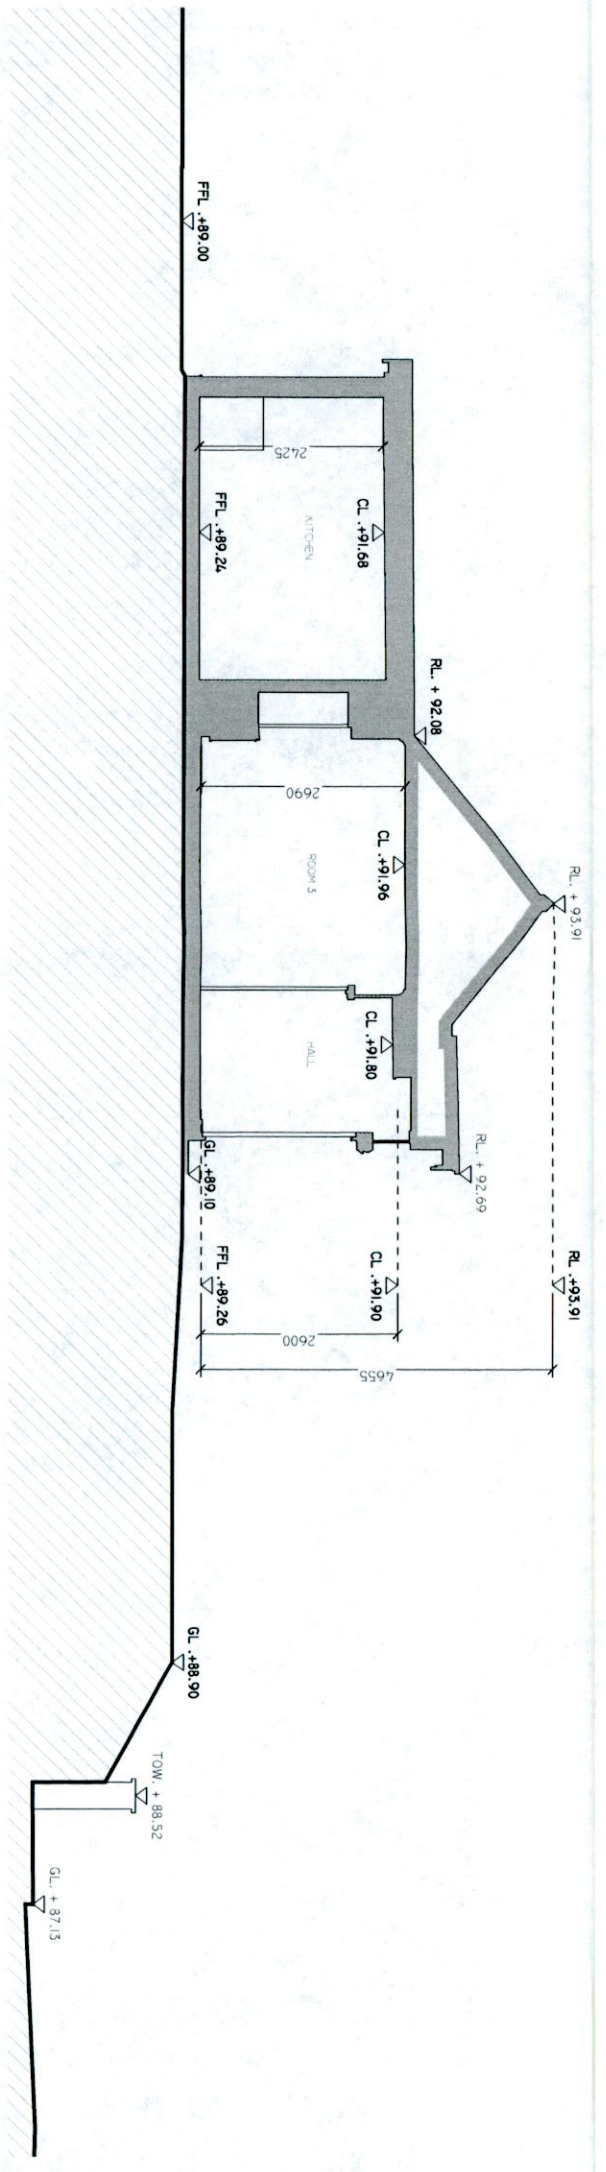 FFL .+89.00
2425
FFL .+89.24
KITCHEN
CL .+91.68
RL. + 92.08
2690
ROOM 3
CL .+91.96
RL. + 93.91
HALL
CL .+91.80
RL. + 92.69
GL .+89.10
FFL .+89.26
CL .+91.90
RL .+93.91
2600
4655
GL .+88.90
TOW. + 88.52
GL. + 87.13